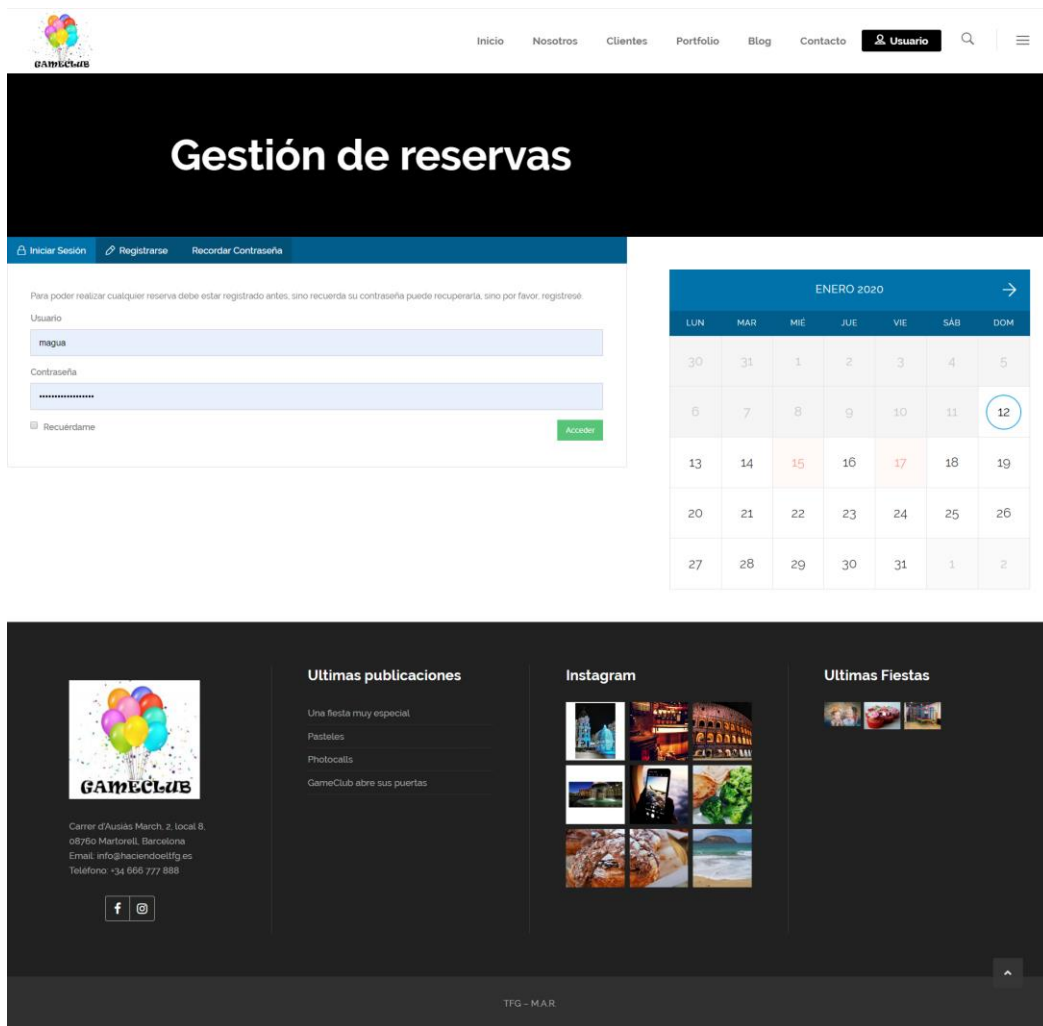 GAMECLUB
Inicio Nosotros Clientes Portfolio Blog Contacto Usuario
Gestión de reservas
Iniciar Sesión Registrarse Recordar Contraseña
Para poder realizar cualquier reserva debe estar registrado antes, sino recuerda su contraseña puede recuperarla, sino por favor, registresé.
Usuario
magua
Contraseña
••••••••••••••••••
Recuérdame
Acceder
ENERO 2020
LUN MAR MIÉ JUE VIE SÁB DOM
30 31 1 2 3 4 5
6 7 8 9 10 11 12
13 14 15 16 17 18 19
20 21 22 23 24 25 26
27 28 29 30 31 1 2
GAMECLUB
Carrer d'Ausiàs March, 2, local 8,
08760 Martorell, Barcelona
Email: info@haciendoeltfg.es
Teléfono: +34 666 777 888
Ultimas publicaciones
Una fiesta muy especial
Pasteles
Photocalls
GameClub abre sus puertas
Instagram
Ultimas Fiestas
TFG – M.A.R.